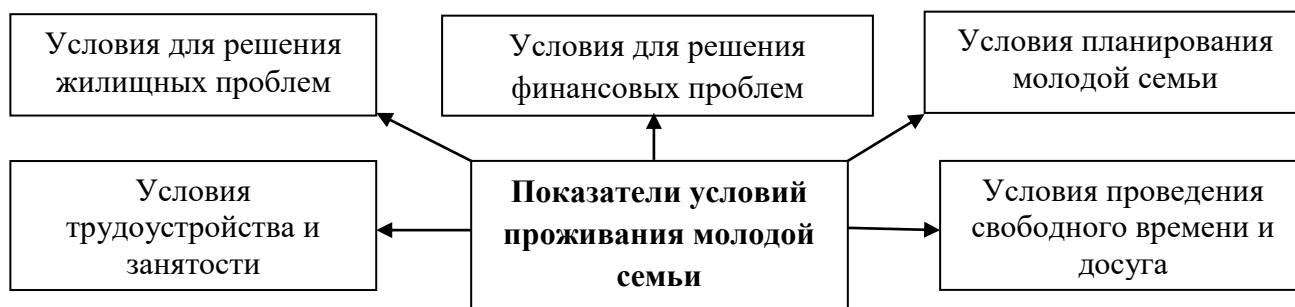 Условия для решения
жилищных проблем
Условия для решения
финансовых проблем
Условия планирования
молодой семьи
Условия
трудоустройства и
занятости
Показатели условий
проживания молодой
семьи
Условия проведения
свободного времени и
досуга